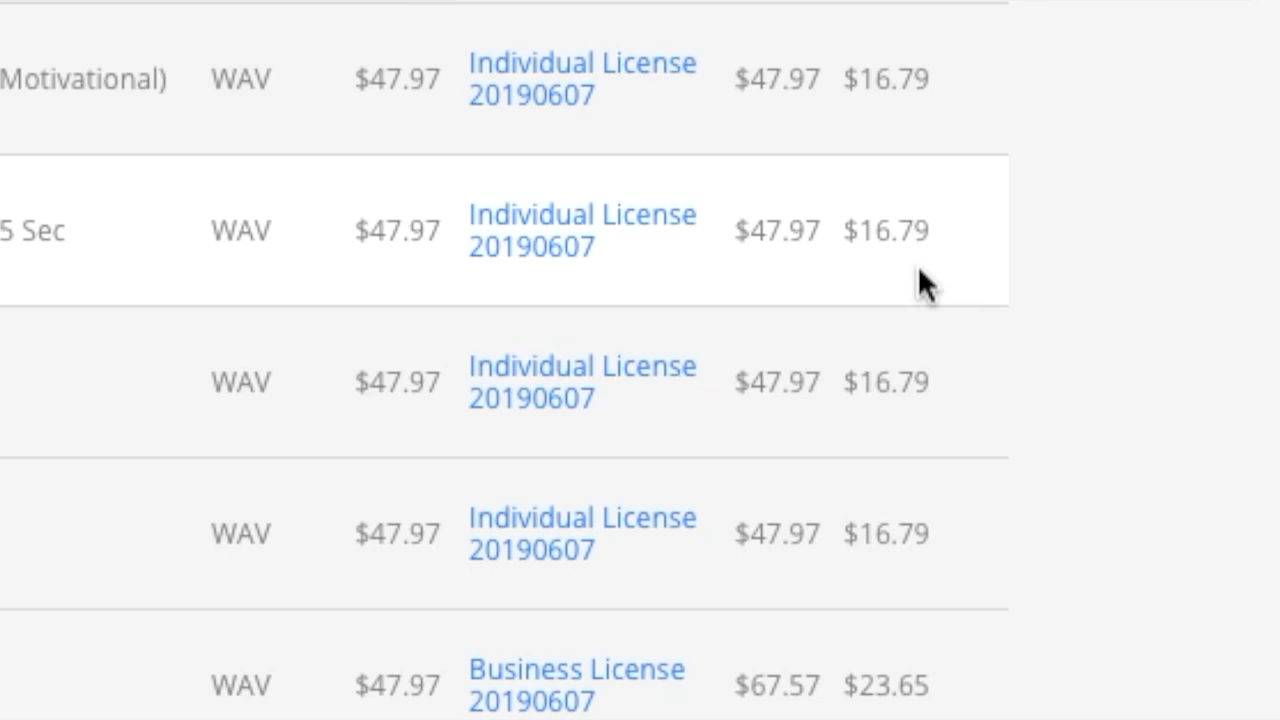 Motivational) WAV $47.97 Individual License 20190607 $47.97 $16.79
5 Sec WAV $47.97 Individual License 20190607 $47.97 $16.79
WAV $47.97 Individual License 20190607 $47.97 $16.79
WAV $47.97 Individual License 20190607 $47.97 $16.79
WAV $47.97 Business License 20190607 $67.57 $23.65